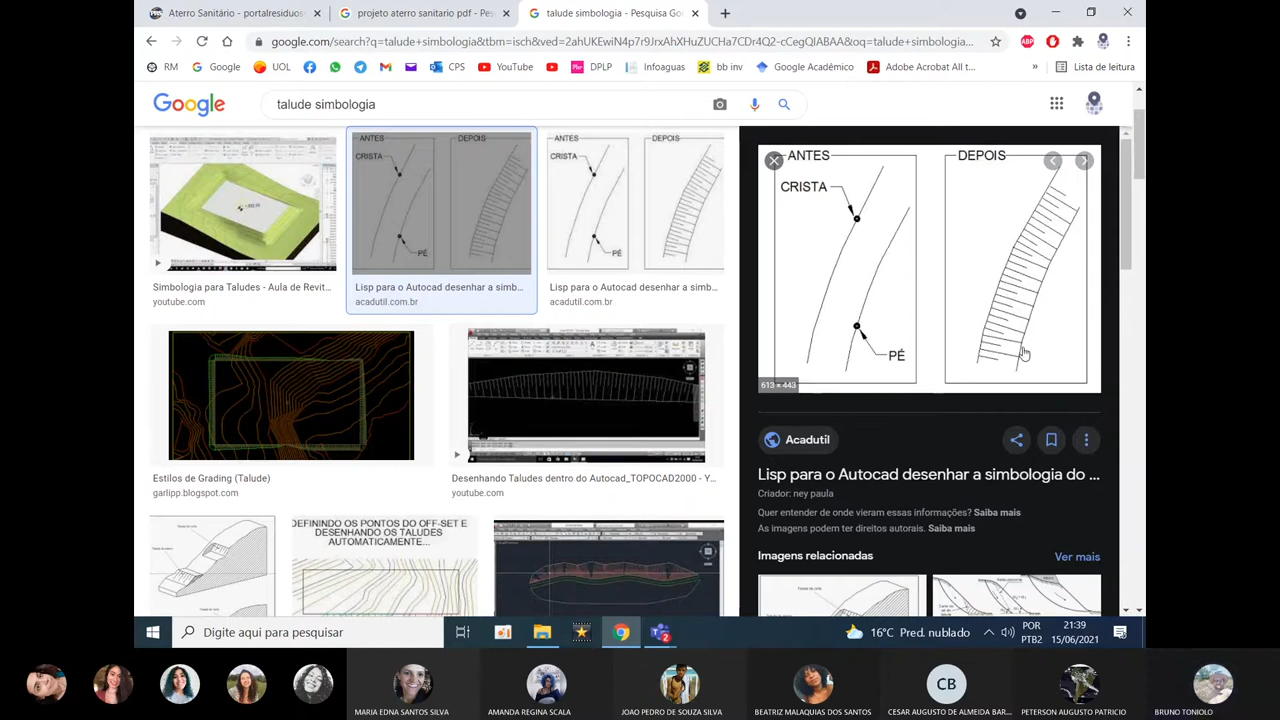 Aterro Sanitário - portalresiduos
projeto aterro sanitario pdf - Pes
talude simbologia - Pesquisa Go
google.com/search?q=talude+simbologia&tbm=isch&ved=2ahUKEwiN4p7r9JrxAhXHuZUCHa7CDr4Q2-cCegQIABAA&oq=talude+simbologia...
RM
Google
UOL
CPS
YouTube
DPLP
Infoaguas
bb inv
Google Acadêmico
Adobe Acrobat All t...
Lista de leitura
Google
talude simbologia
ANTES
DEPOIS
CRISTA
PÉ
ANTES
DEPOIS
CRISTA
PÉ
Simbologia para Taludes - Aula de Revit...
youtube.com
Lisp para o Autocad desenhar a simb...
acadutil.com.br
Lisp para o Autocad desenhar a simb...
acadutil.com.br
Estilos de Grading (Talude)
garlipp.blogspot.com
Desenhando Taludes dentro do Autocad_TOPOCAD2000 - Y...
youtube.com
DEFININDO OS PONTOS DO OFF-SET E
DESENHANDO OS TALUDES
AUTOMATICAMENTE...
ANTES
DEPOIS
CRISTA
PÉ
613 × 443
Acadutil
Lisp para o Autocad desenhar a simbologia do ...
Criador: ney paula
Quer entender de onde vieram essas informações? Saiba mais
As imagens podem ter direitos autorais. Saiba mais
Imagens relacionadas
Ver mais
Digite aqui para pesquisar
16°C Pred. nublado
POR
PTB2
21:39
15/06/2021
MARIA EDNA SANTOS SILVA
AMANDA REGINA SCALA
JOAO PEDRO DE SOUZA SILVA
BEATRIZ MALAQUIAS DOS SANTOS
CB
CESAR AUGUSTO DE ALMEIDA BAR...
PETERSON AUGUSTO PATRICIO
BRUNO TONIOLO